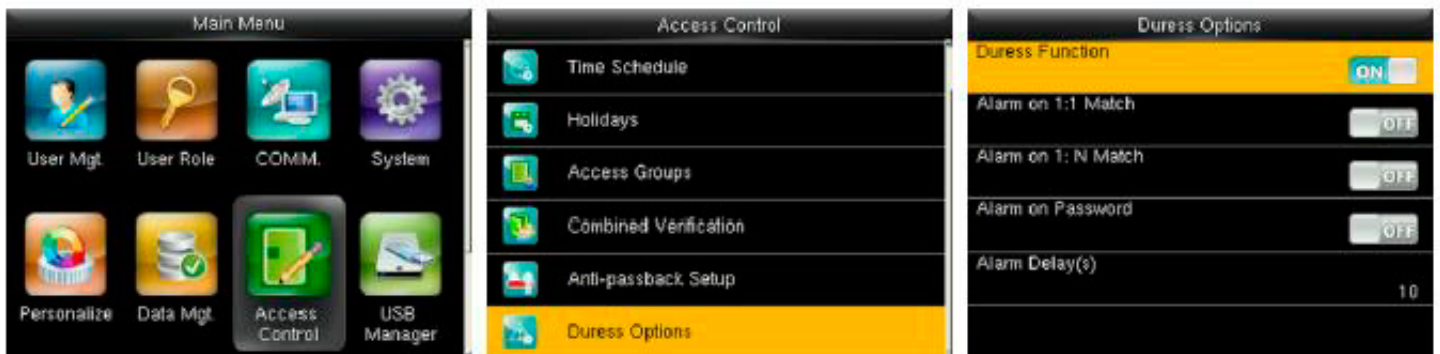 Main Menu
User Mgt.
User Role
COMM.
System
Personalize
Data Mgt.
Access
Control
USB
Manager
Access Control
Time Schedule
Holidays
Access Groups
Combined Verification
Anti-passback Setup
Duress Options
Duress Options
Duress Function
ON
Alarm on 1:1 Match
OFF
Alarm on 1: N Match
OFF
Alarm on Password
OFF
Alarm Delay(s)
10